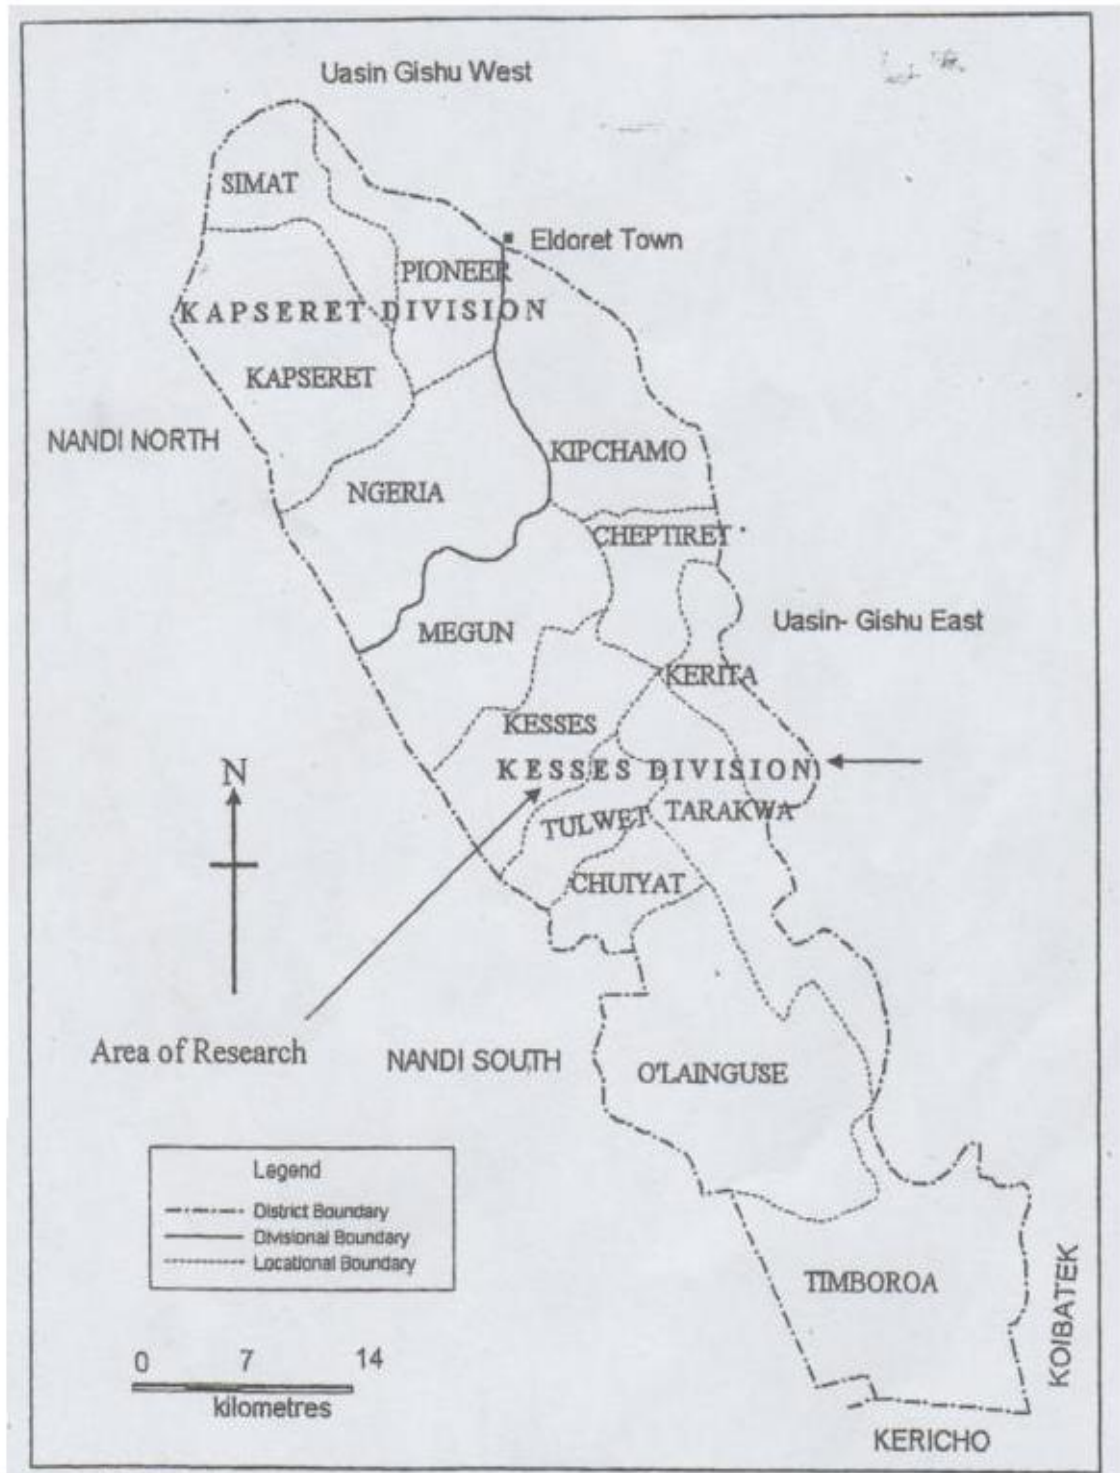 Uasin Gishu West
SIMAT
Eldoret Town
PIONEER
KAPSERET DIVISION
KAPSERET
NANDI NORTH
KIPCHAMO
NGERIA
CHEPTIRET
Uasin- Gishu East
MEGUN
KERITA
KESSES
N
KESSES DIVISION
TARAKWA
TULWET
CHUIYAT
Area of Research
NANDI SOUTH
O'LAINGUSE
Legend
District Boundary
Divisional Boundary
Locational Boundary
TIMBOROA
KOIBATEK
0 7 14
kilometres
KERICHO